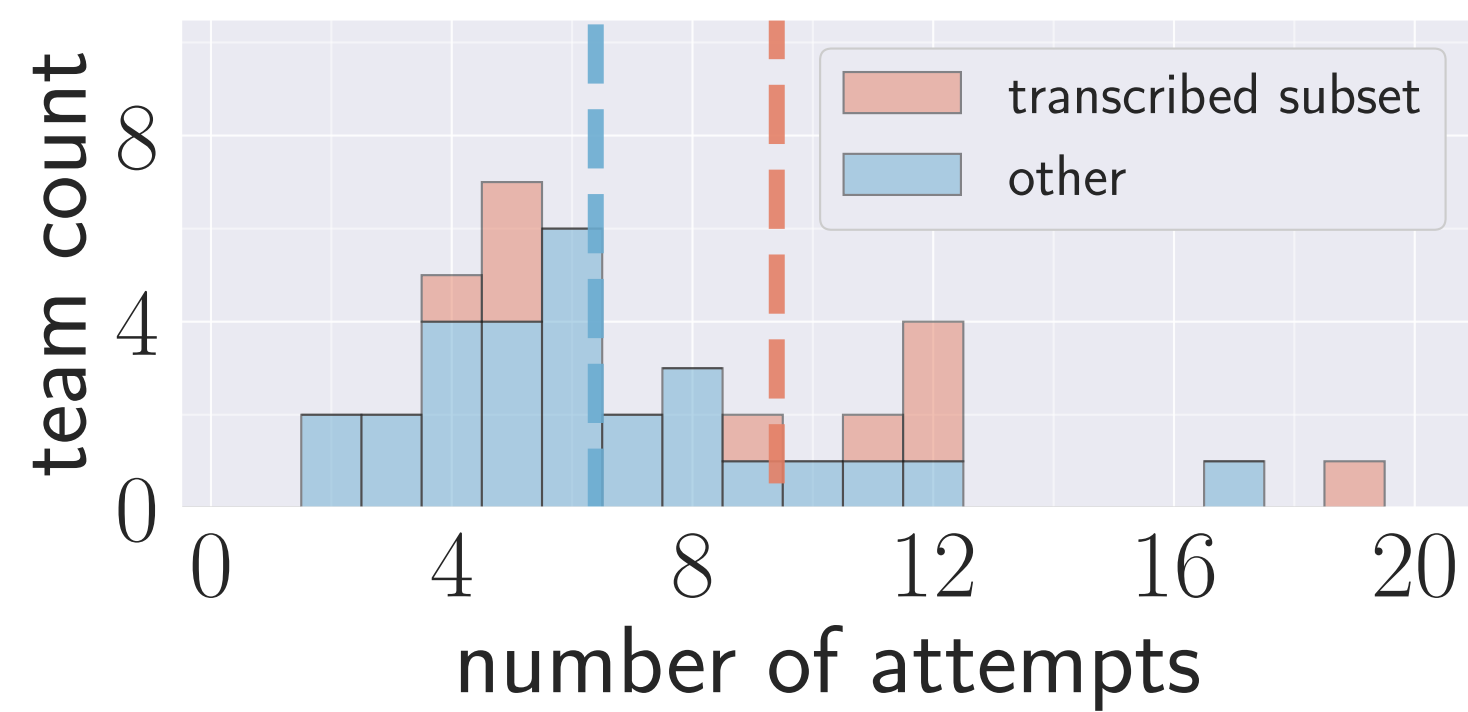 transcribed subset
other
team count
8
4
0
0 4 8 12 16 20
number of attempts